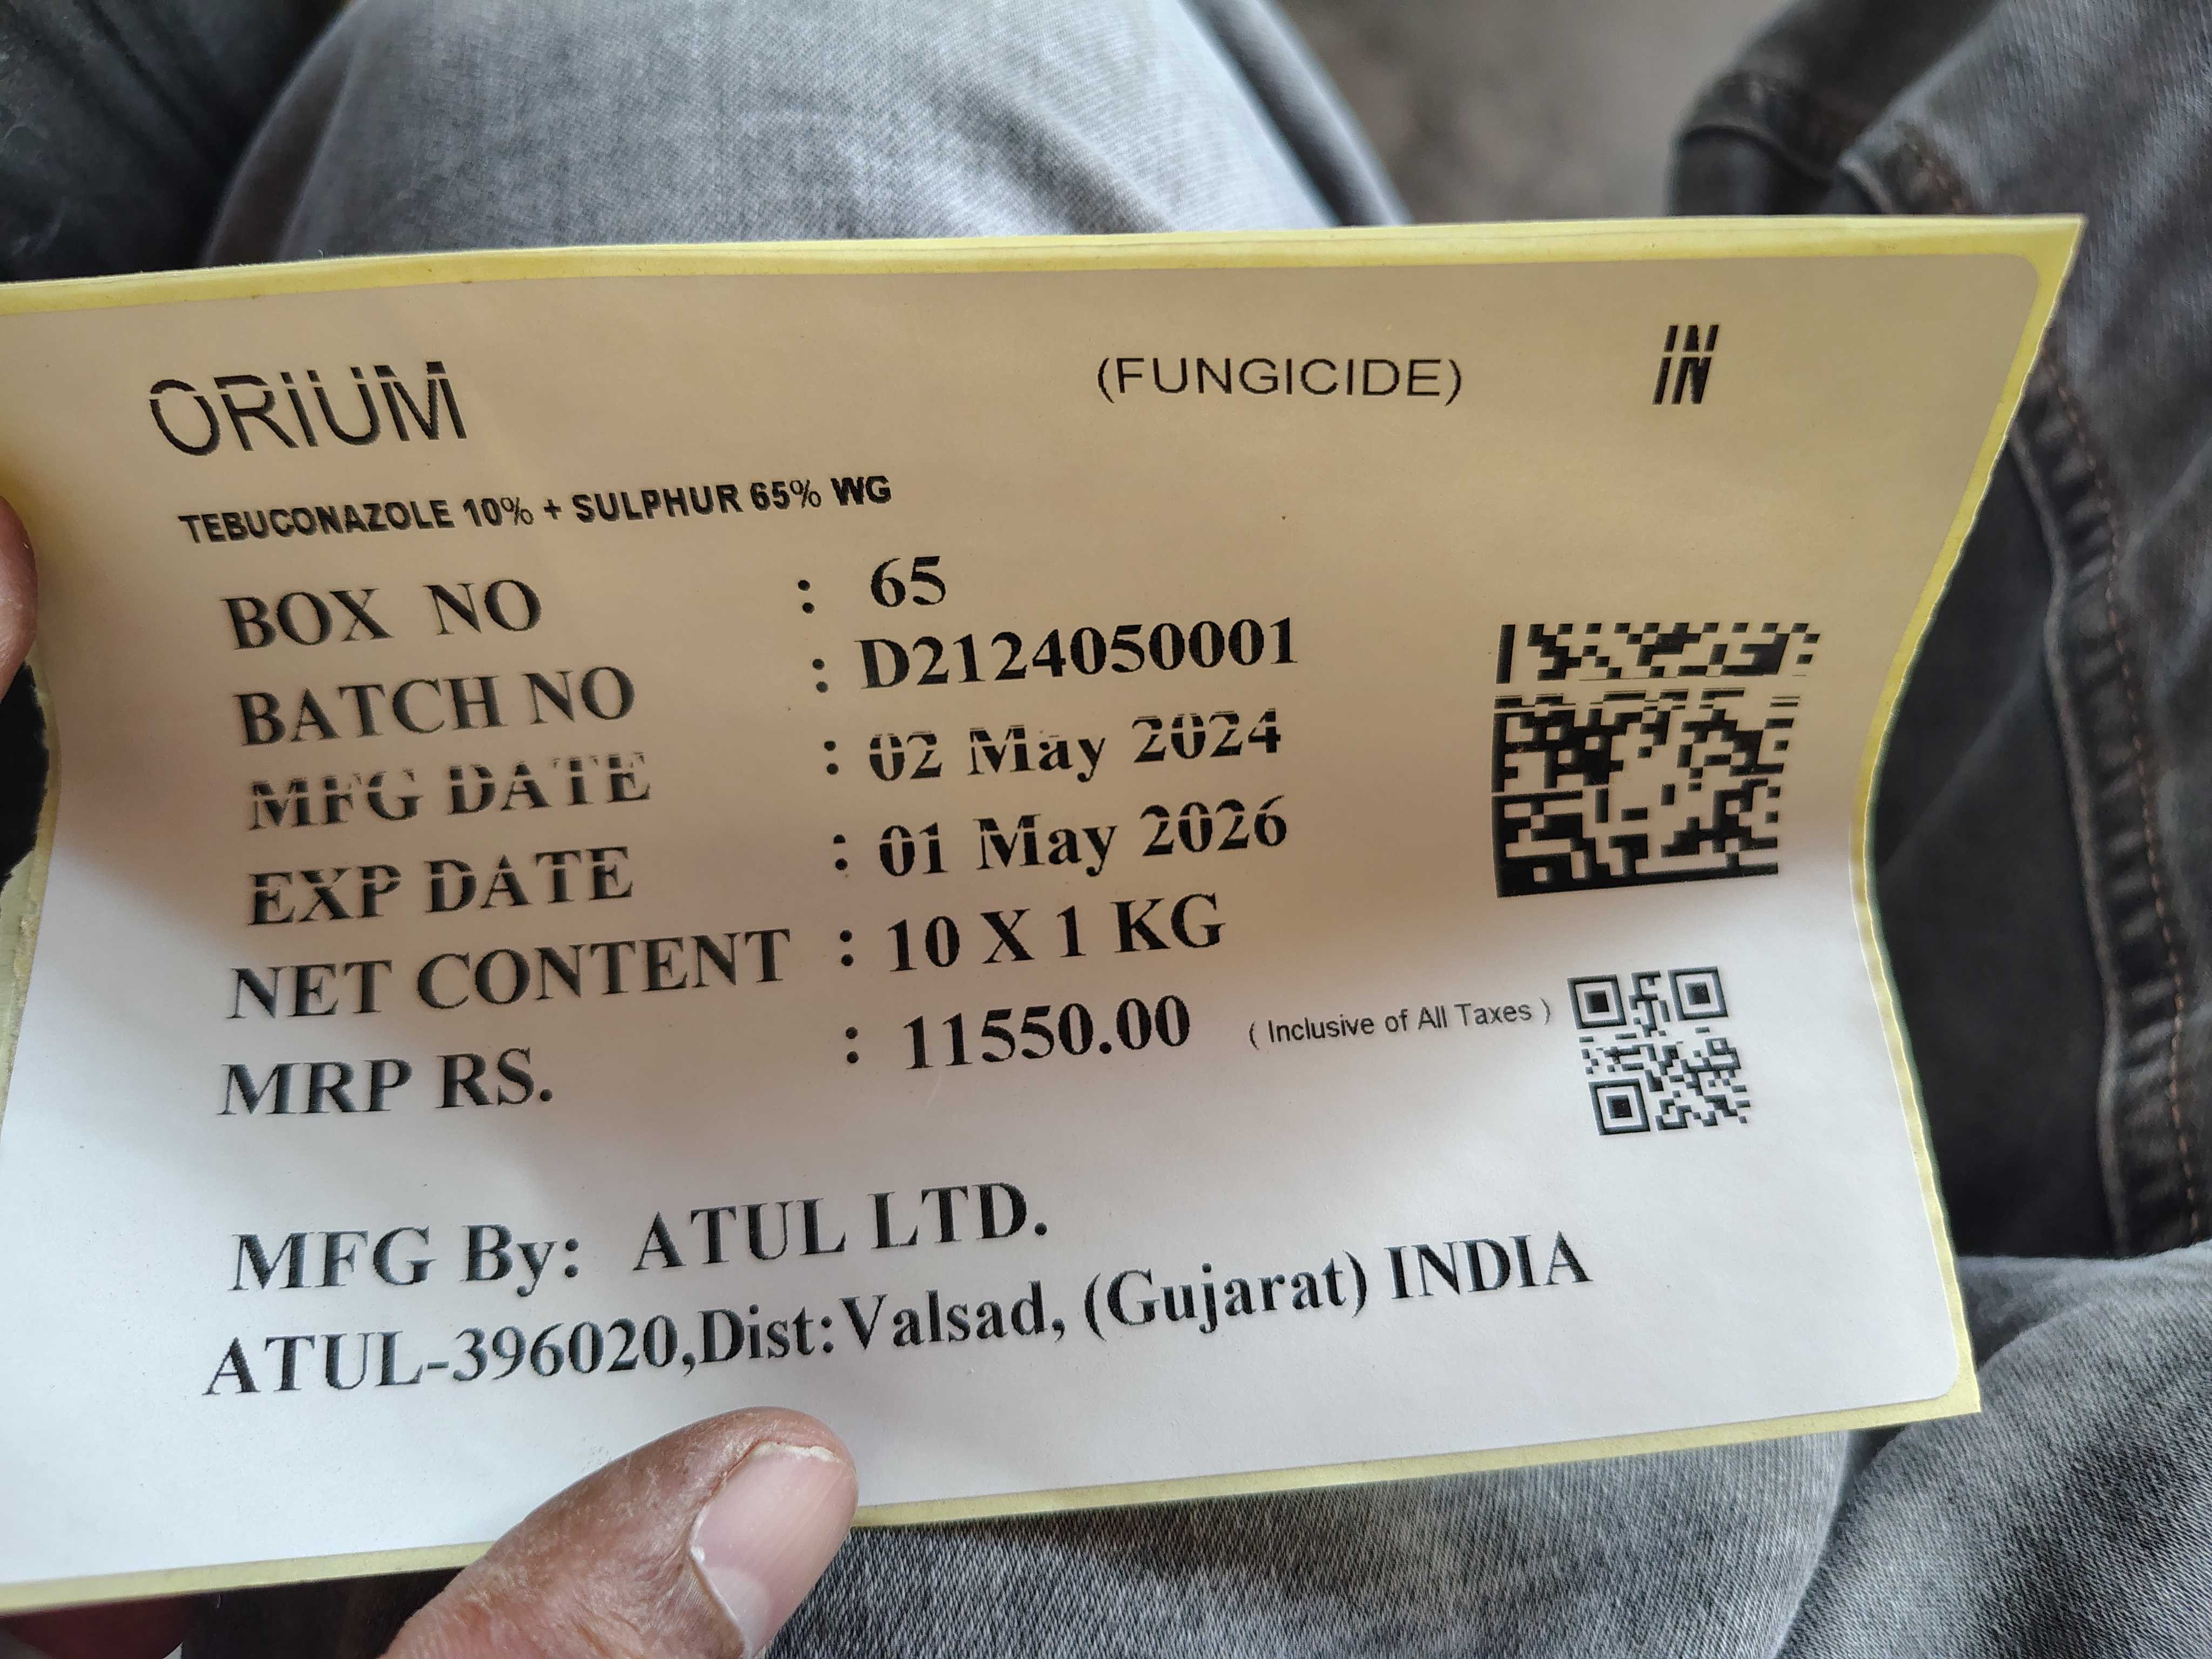 ORIUM (FUNGICIDE) IN
TEBUCONAZOLE 10% + SULPHUR 65% WG
BOX NO : 65
BATCH NO : D2124050001
MFG DATE : 02 May 2024
EXP DATE : 01 May 2026
NET CONTENT : 10 X 1 KG
MRP RS. : 11550.00 ( Inclusive of All Taxes )
MFG By: ATUL LTD.
ATUL-396020,Dist:Valsad, (Gujarat) INDIA